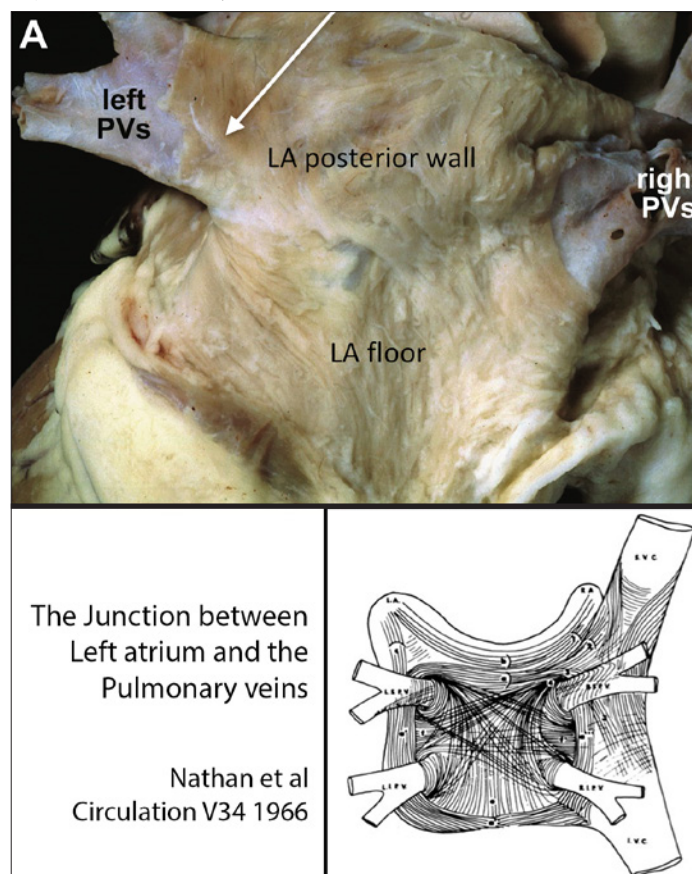 A
left
PVs
LA posterior wall
righ
PVs
LA floor
The Junction between
Left atrium and the
Pulmonary veins
Nathan et al
Circulation V34 1966
S.V.C.
L.A.
R.A.
L.S.P.V.
R.S.P.V.
L.I.P.V.
R.I.P.V.
I.V.C.